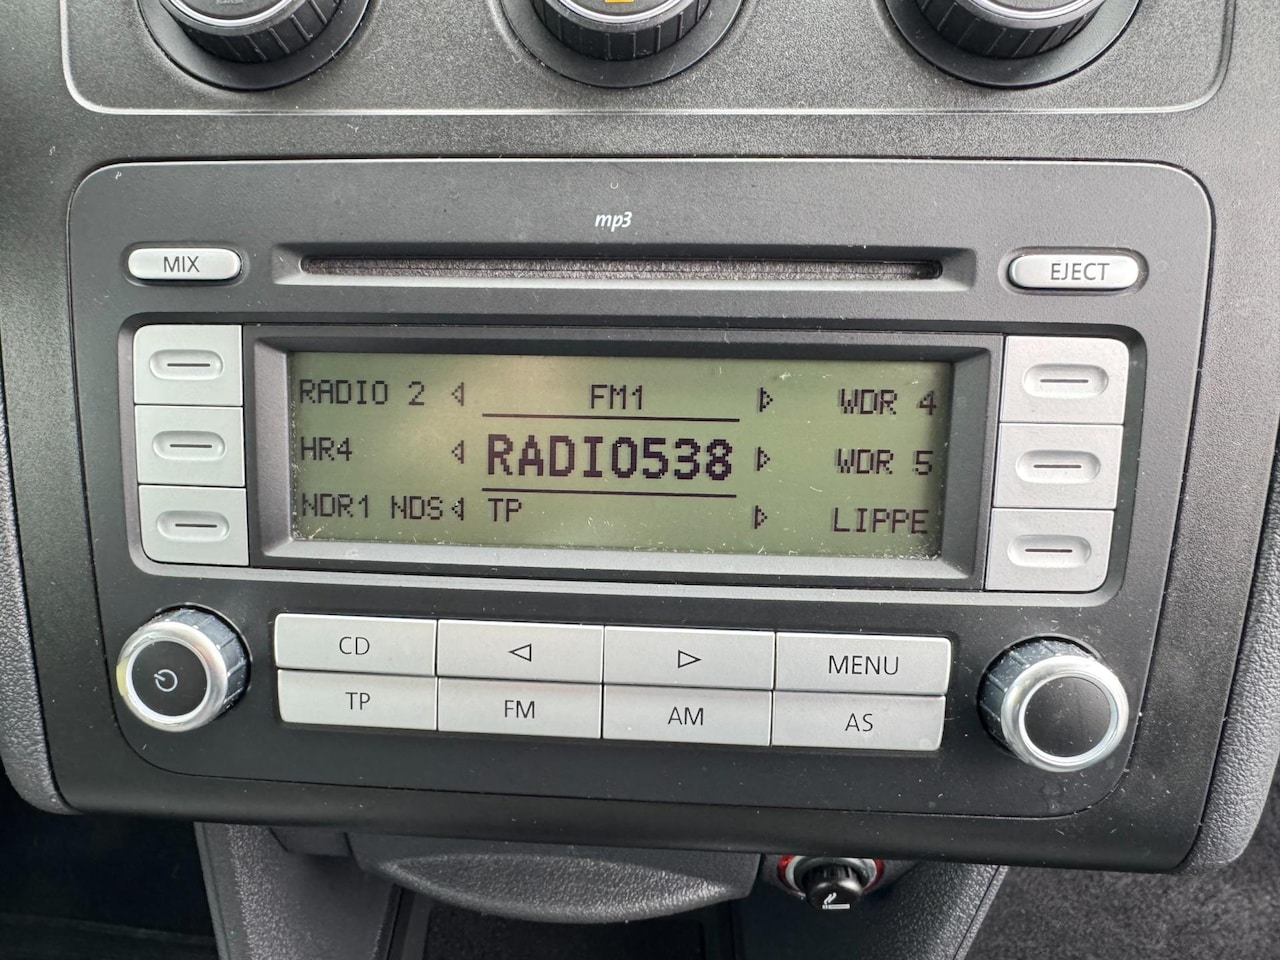 mp3
MIX
EJECT
RADIO 2 FM1 WDR 4
HR4 RADIO538 WDR 5
NDR1 NDS TP LIPPE
CD MENU
TP FM AM AS